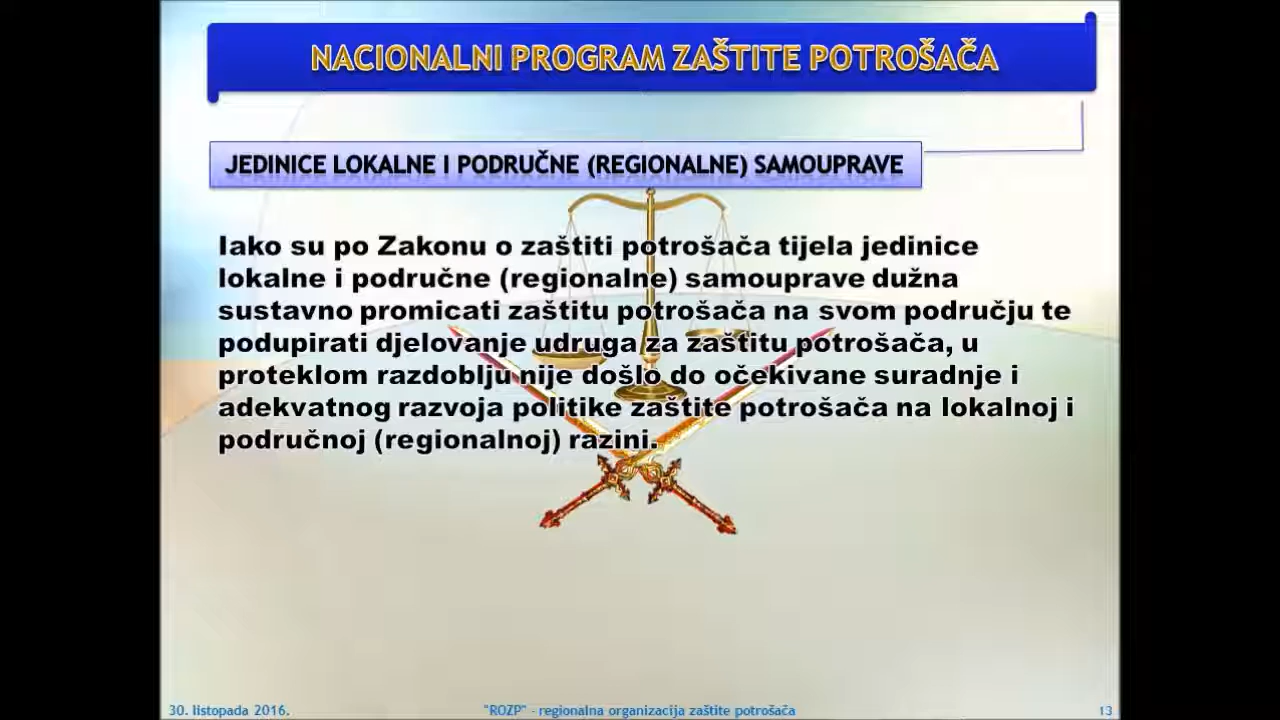 NACIONALNI PROGRAM ZAŠTITE POTROŠAČA
JEDINICE LOKALNE I PODRUČNE (REGIONALNE) SAMOUPRAVE
Iako su po Zakonu o zaštiti potrošača tijela jedinice
lokalne i područne (regionalne) samouprave dužna
sustavno promicati zaštitu potrošača na svom području te
podupirati djelovanje udruga za zaštitu potrošača, u
proteklom razdoblju nije došlo do očekivane suradnje i
adekvatnog razvoja politike zaštite potrošača na lokalnoj i
područnoj (regionalnoj) razini.
30. listopada 2016.
"ROZP" - regionalna organizacija zaštite potrošača
13